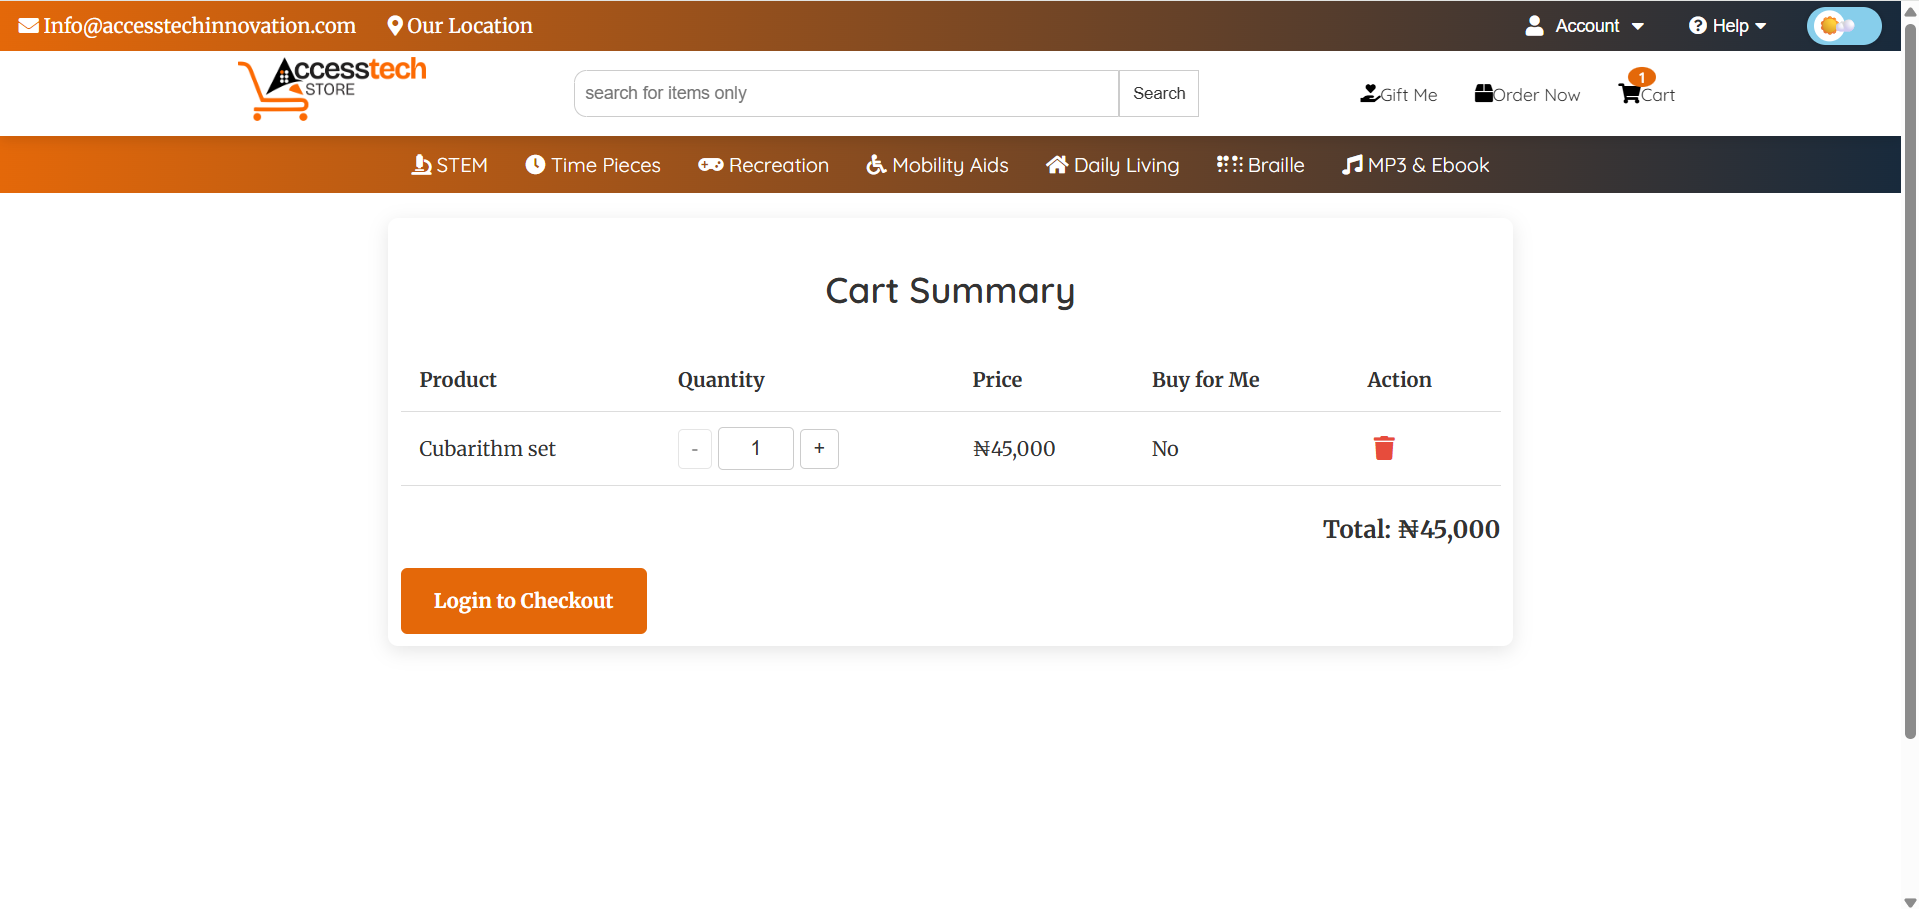 Info@accesstechinnovation.com Our Location Account Help
Accesstech
STORE
search for items only Search Gift Me Order Now 1 Cart
STEM Time Pieces Recreation Mobility Aids Daily Living Braille MP3 & Ebook
Cart Summary
Product Quantity Price Buy for Me Action
Cubarithm set - 1 + ₦45,000 No
Total: ₦45,000
Login to Checkout